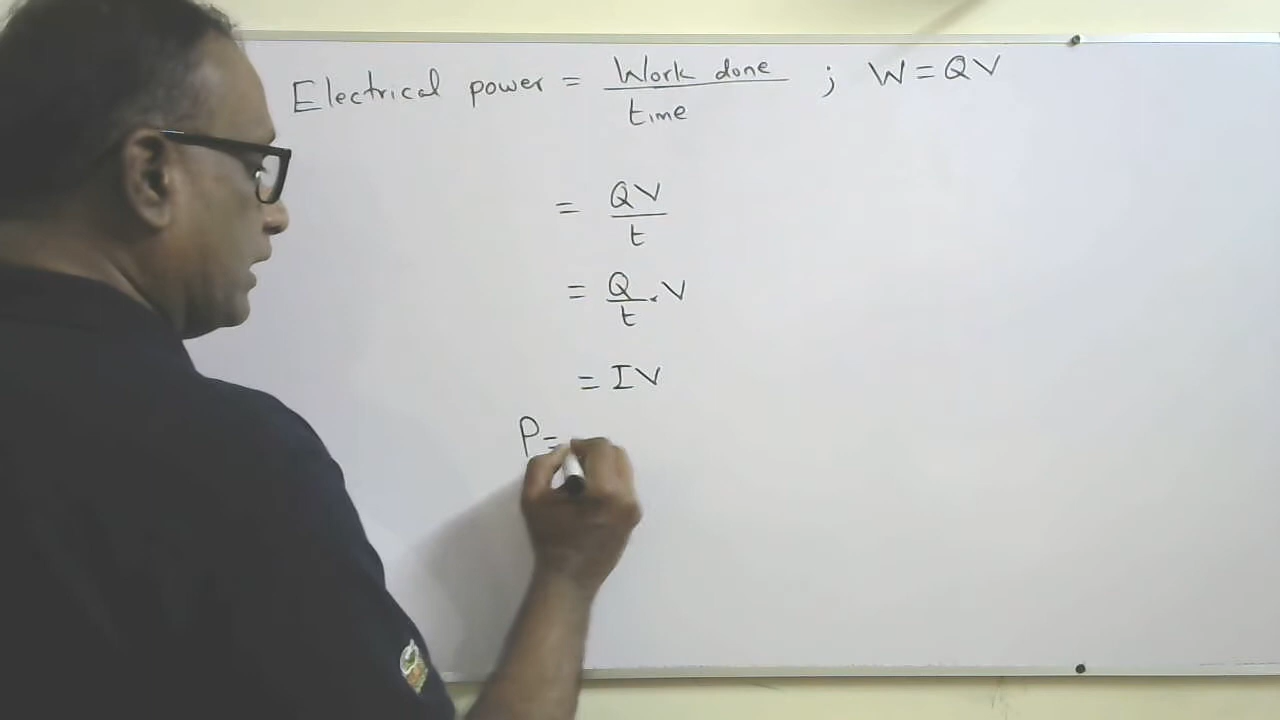 Electrical power = Work done / time ; W = QV
= QV / t
= Q / t . V
= IV
P=